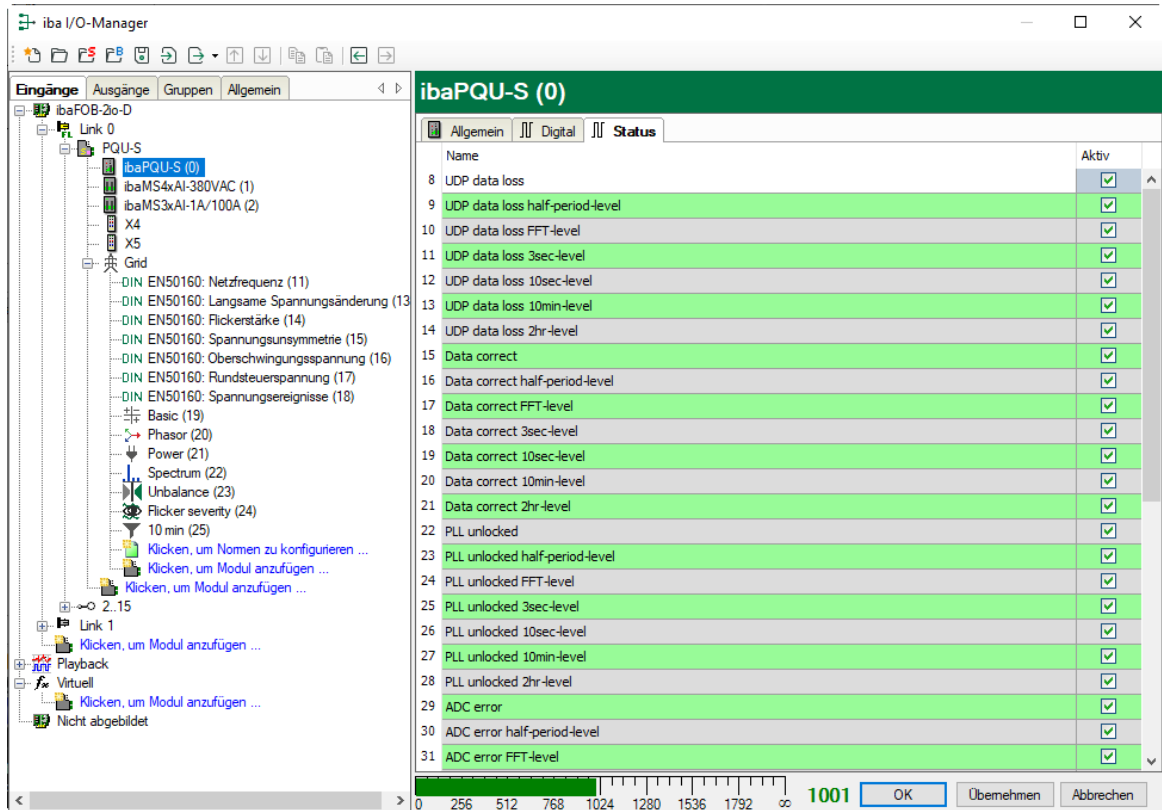 iba I/O-Manager
Eingänge Ausgänge Gruppen Allgemein
ibaFOB-2io-D
Link 0
PQU-S
ibaPQU-S (0)
ibaMS4xAI-380VAC (1)
ibaMS3xAI-1A/100A (2)
X4
X5
Grid
DIN EN50160: Netzfrequenz (11)
DIN EN50160: Langsame Spannungsänderung (13
DIN EN50160: Flickerstärke (14)
DIN EN50160: Spannungsunsymmetrie (15)
DIN EN50160: Oberschwingungsspannung (16)
DIN EN50160: Rundsteuerspannung (17)
DIN EN50160: Spannungsereignisse (18)
Basic (19)
Phasor (20)
Power (21)
Spectrum (22)
Unbalance (23)
Flicker severity (24)
10 min (25)
Klicken, um Normen zu konfigurieren ...
Klicken, um Modul anzufügen ...
Klicken, um Modul anzufügen ...
2..15
Link 1
Klicken, um Modul anzufügen ...
Playback
fx Virtuell
Klicken, um Modul anzufügen ...
Nicht abgebildet
ibaPQU-S (0)
Allgemein Digital Status
Name Aktiv
8 UDP data loss
9 UDP data loss half-period-level
10 UDP data loss FFT-level
11 UDP data loss 3sec-level
12 UDP data loss 10sec-level
13 UDP data loss 10min-level
14 UDP data loss 2hr-level
15 Data correct
16 Data correct half-period-level
17 Data correct FFT-level
18 Data correct 3sec-level
19 Data correct 10sec-level
20 Data correct 10min-level
21 Data correct 2hr-level
22 PLL unlocked
23 PLL unlocked half-period-level
24 PLL unlocked FFT-level
25 PLL unlocked 3sec-level
26 PLL unlocked 10sec-level
27 PLL unlocked 10min-level
28 PLL unlocked 2hr-level
29 ADC error
30 ADC error half-period-level
31 ADC error FFT-level
0 256 512 768 1024 1280 1536 1792 ∞ 1001 OK Übernehmen Abbrechen